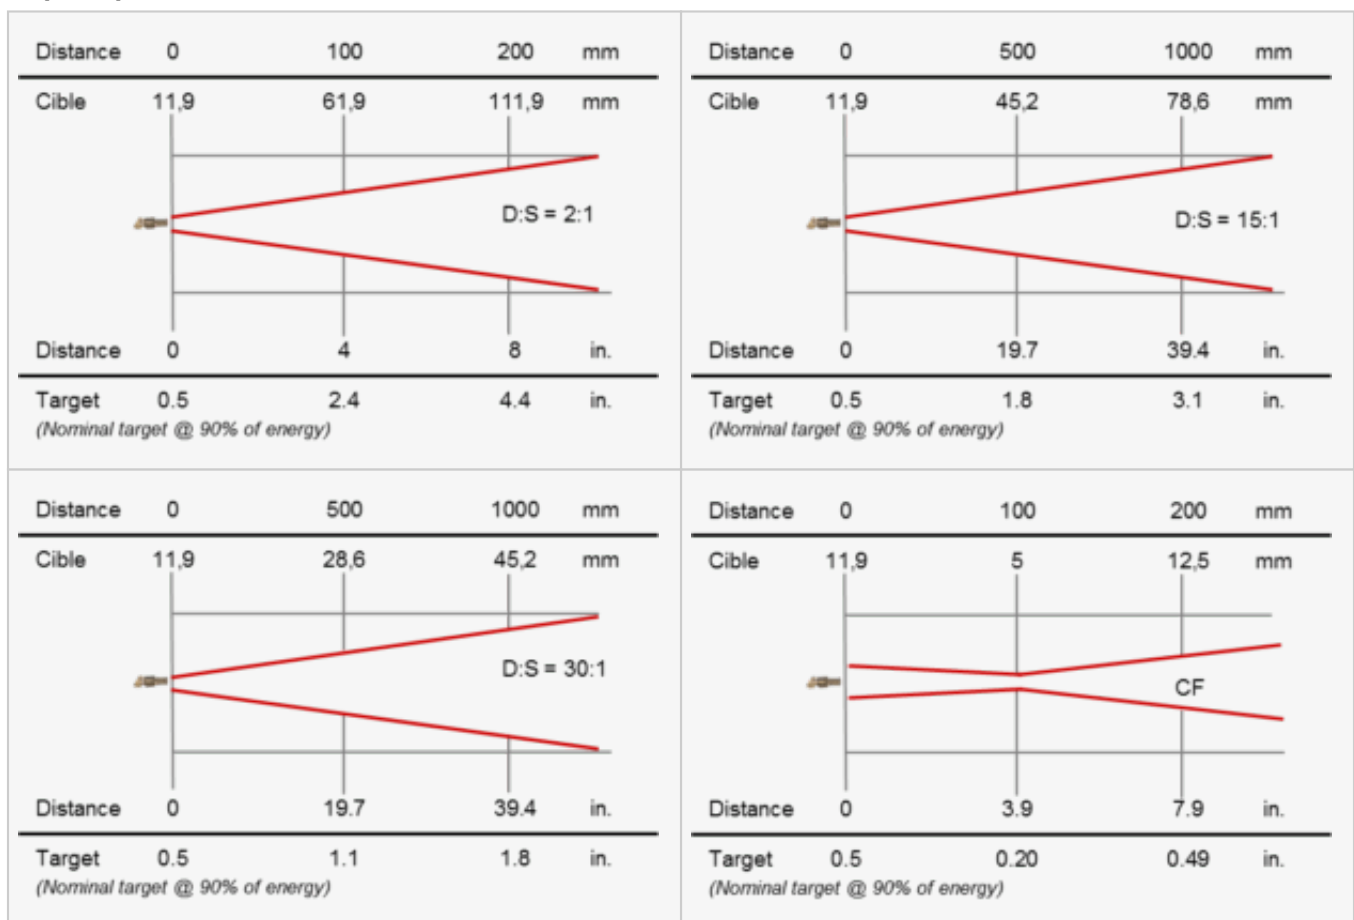 Distance 0 100 200 mm
Cible 11,9 61,9 111,9 mm
D:S = 2:1
Distance 0 4 8 in.
Target 0.5 2.4 4.4 in.
(Nominal target @ 90% of energy)
Distance 0 500 1000 mm
Cible 11,9 45,2 78,6 mm
D:S = 15:1
Distance 0 19.7 39.4 in.
Target 0.5 1.8 3.1 in.
(Nominal target @ 90% of energy)
Distance 0 500 1000 mm
Cible 11,9 28,6 45,2 mm
D:S = 30:1
Distance 0 19.7 39.4 in.
Target 0.5 1.1 1.8 in.
(Nominal target @ 90% of energy)
Distance 0 100 200 mm
Cible 11,9 5 12,5 mm
CF
Distance 0 3.9 7.9 in.
Target 0.5 0.20 0.49 in.
(Nominal target @ 90% of energy)